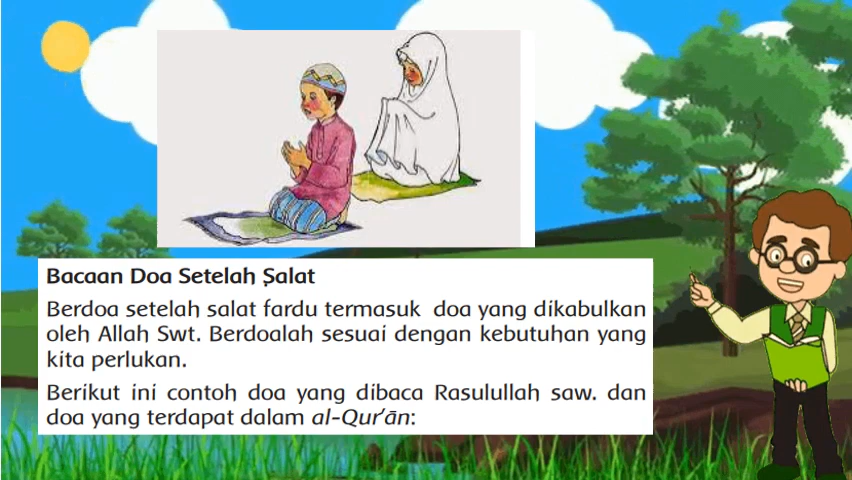 Bacaan Doa Setelah Ṣalat
Berdoa setelah salat fardu termasuk doa yang dikabulkan
oleh Allah Swt. Berdoalah sesuai dengan kebutuhan yang
kita perlukan.
Berikut ini contoh doa yang dibaca Rasulullah saw. dan
doa yang terdapat dalam al-Qur'ān: